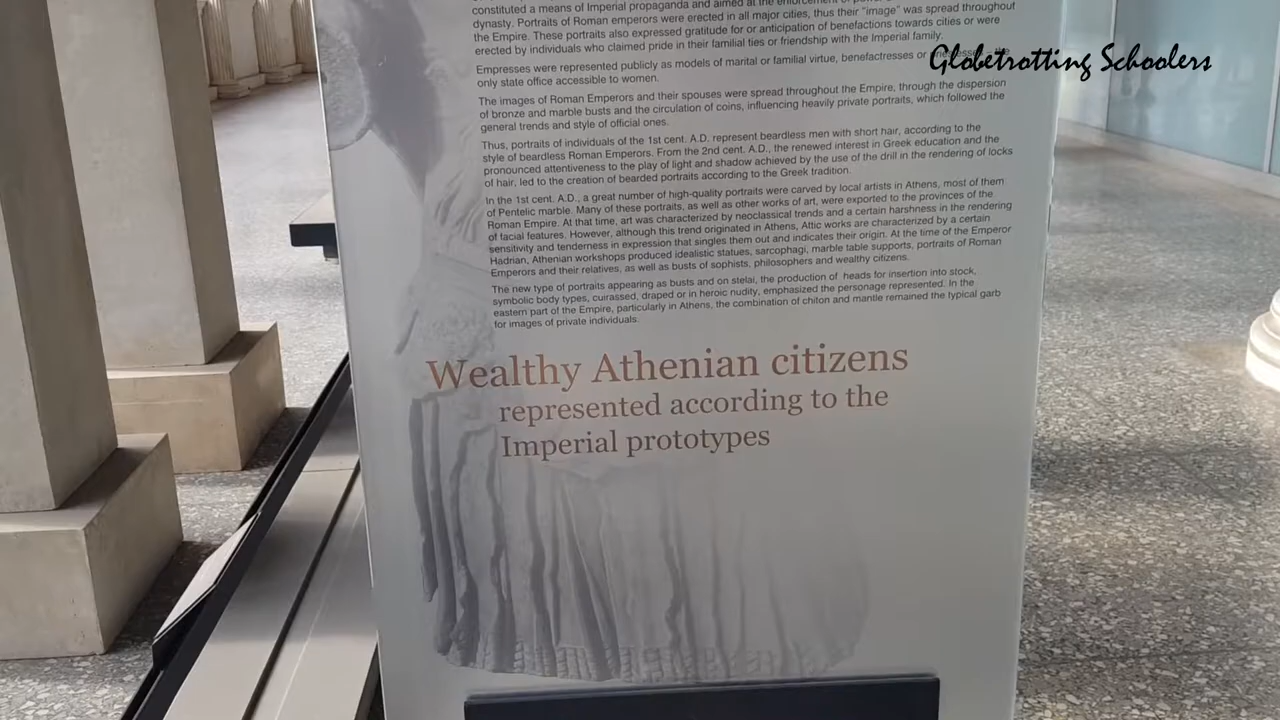 constituted a means of Imperial propaganda and aimed at the enforcement of power
dynasty. Portraits of Roman emperors were erected in all major cities, thus their "image" was spread throughout
the Empire. These portraits also expressed gratitude for or anticipation of benefactions towards cities or were
erected by individuals who claimed pride in their familial ties or friendship with the Imperial family.
Empresses were represented publicly as models of marital or familial virtue, benefactresses or
only state office accessible to women.
Globetrotting Schoolers
The images of Roman Emperors and their spouses were spread throughout the Empire, through the dispersion
of bronze and marble busts and the circulation of coins, influencing heavily private portraits, which followed the
general trends and style of official ones.
Thus, portraits of individuals of the 1st cent. A.D. represent beardless men with short hair, according to the
style of beardless Roman Emperors. From the 2nd cent. A.D., the renewed interest in Greek education and the
pronounced attentiveness to the play of light and shadow achieved by the use of the drill in the rendering of locks
of hair, led to the creation of bearded portraits according to the Greek tradition.
In the 1st cent. A.D., a great number of high-quality portraits were carved by local artists in Athens, most of them
of Pentelic marble. Many of these portraits, as well as other works of art, were exported to the provinces of the
Roman Empire. At that time, art was characterized by neoclassical trends and a certain harshness in the rendering
of facial features. However, although this trend originated in Athens, Attic works are characterized by a certain
sensitivity and tenderness in expression that singles them out and indicates their origin. At the time of the Emperor
Hadrian, Athenian workshops produced idealistic statues, sarcophagi, marble table supports, portraits of Roman
Emperors and their relatives, as well as busts of sophists, philosophers and wealthy citizens.
The new type of portraits appearing as busts and on stelai, the production of heads for insertion into stock,
symbolic body types, cuirassed, draped or in heroic nudity, emphasized the personage represented. In the
eastern part of the Empire, particularly in Athens, the combination of chiton and mantle remained the typical garb
for images of private individuals.
Wealthy Athenian citizens
represented according to the
Imperial prototypes